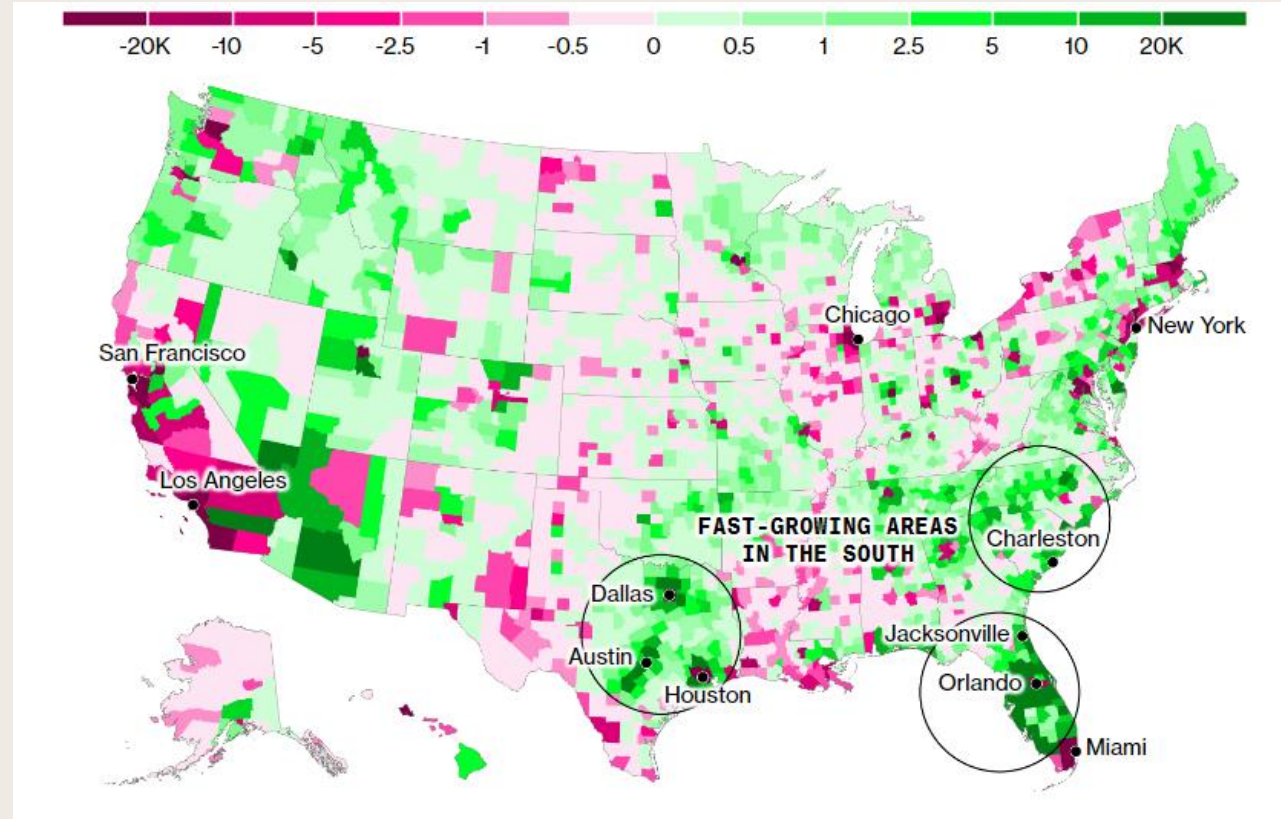 -20K -10 -5 -2.5 -1 -0.5 0 0.5 1 2.5 5 10 20K
Chicago
New York
San Francisco
Los Angeles
FAST-GROWING AREAS
IN THE SOUTH
Charleston
Dallas
Jacksonville
Austin
Orlando
Houston
Miami